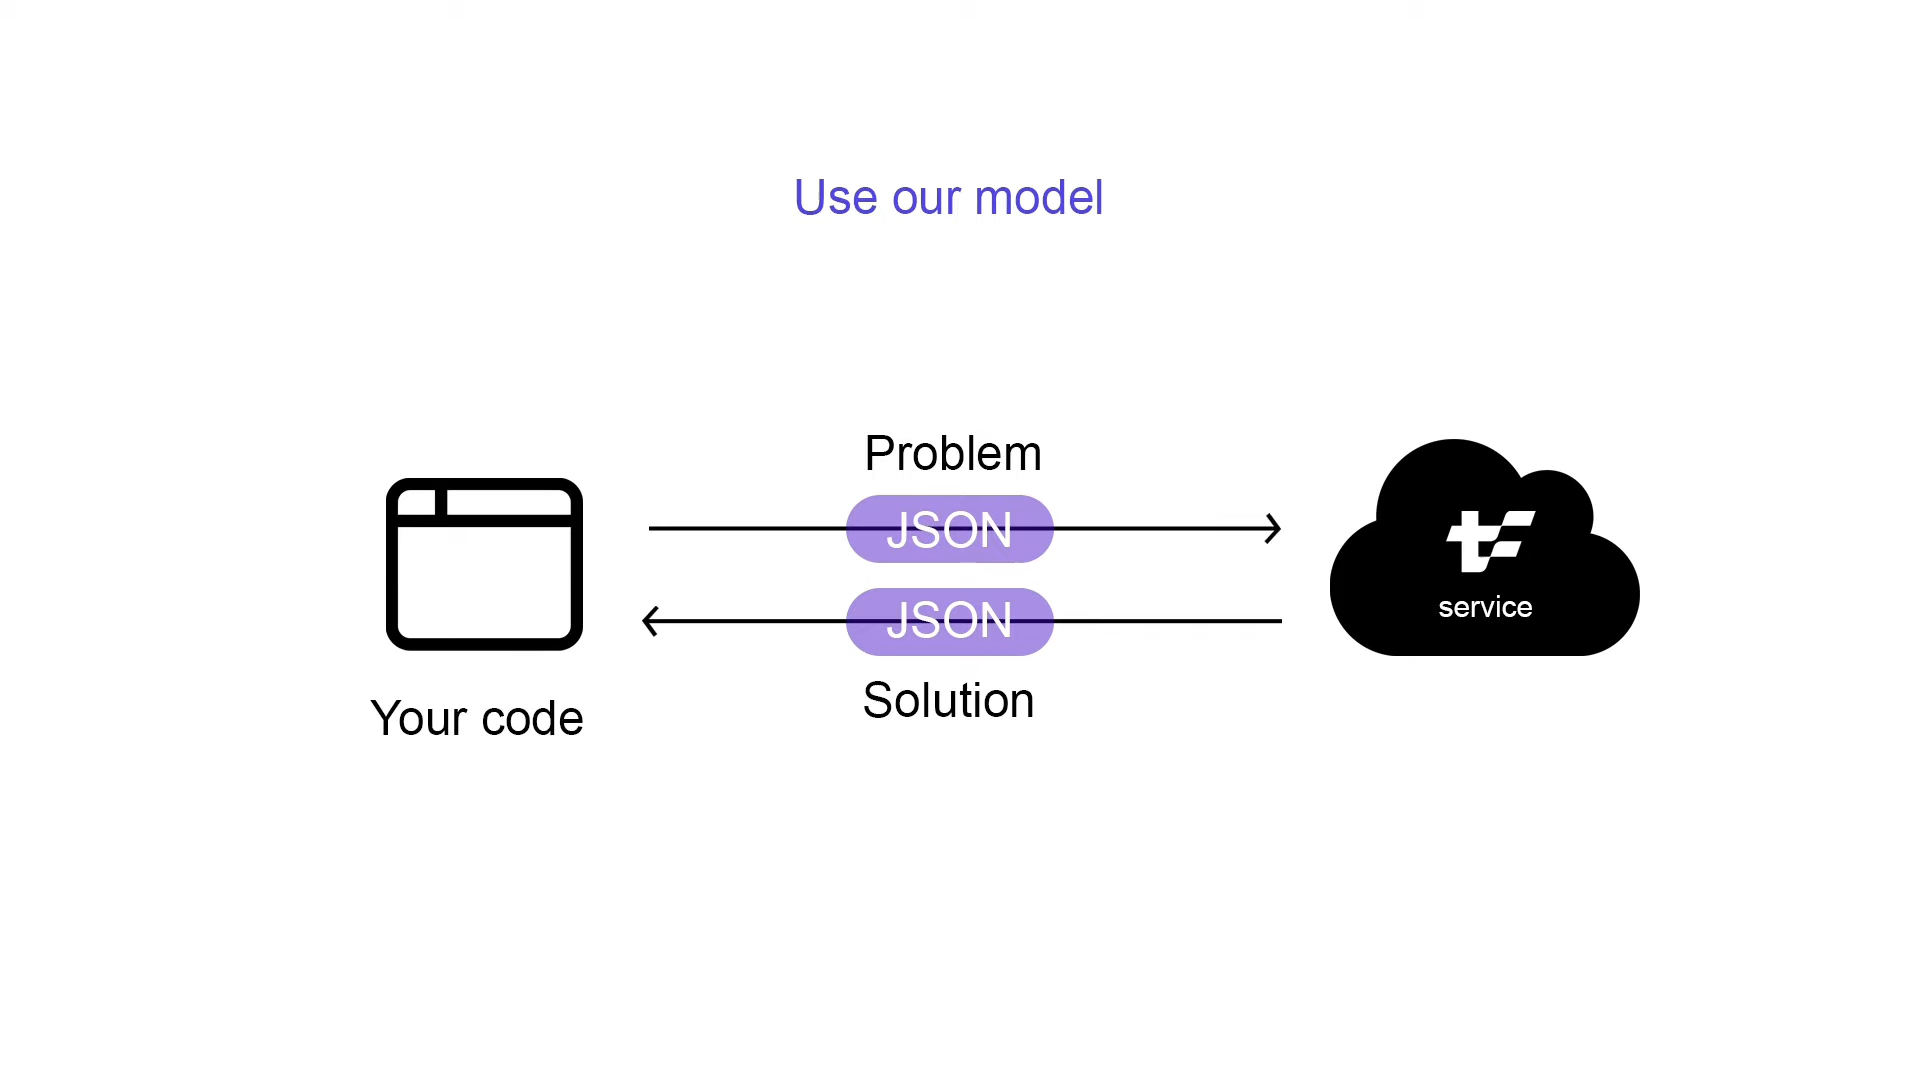 Use our model
Problem
JSON
JSON
Solution
Your code
service